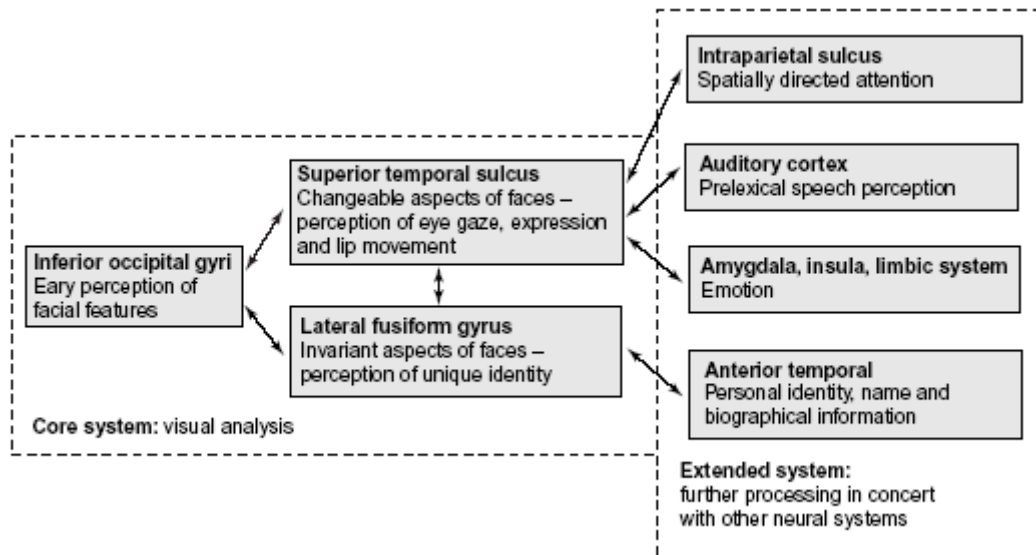 Inferior occipital gyri
Eary perception of
facial features
Superior temporal sulcus
Changeable aspects of faces –
perception of eye gaze, expression
and lip movement
Lateral fusiform gyrus
Invariant aspects of faces –
perception of unique identity
Core system: visual analysis
Intraparietal sulcus
Spatially directed attention
Auditory cortex
Prelexical speech perception
Amygdala, insula, limbic system
Emotion
Anterior temporal
Personal identity, name and
biographical information
Extended system:
further processing in concert
with other neural systems